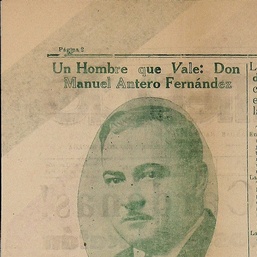 Página 2
Un Hombre que Vale: Don
Manuel Antero Fernández